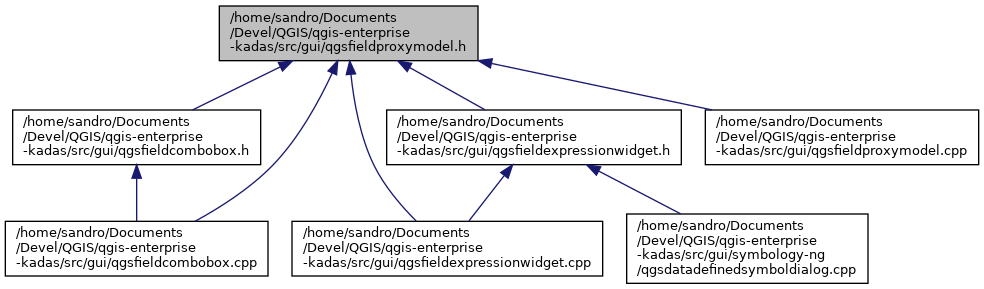 /home/sandro/Documents
/Devel/QGIS/qgis-enterprise
-kadas/src/gui/qgsfieldproxymodel.h
/home/sandro/Documents
/Devel/QGIS/qgis-enterprise
-kadas/src/gui/qgsfieldcombobox.h
/home/sandro/Documents
/Devel/QGIS/qgis-enterprise
-kadas/src/gui/qgsfieldexpressionwidget.h
/home/sandro/Documents
/Devel/QGIS/qgis-enterprise
-kadas/src/gui/qgsfieldproxymodel.cpp
/home/sandro/Documents
/Devel/QGIS/qgis-enterprise
-kadas/src/gui/qgsfieldcombobox.cpp
/home/sandro/Documents
/Devel/QGIS/qgis-enterprise
-kadas/src/gui/qgsfieldexpressionwidget.cpp
/home/sandro/Documents
/Devel/QGIS/qgis-enterprise
-kadas/src/gui/symbology-ng
/qgsdatadefinedsymboldialog.cpp